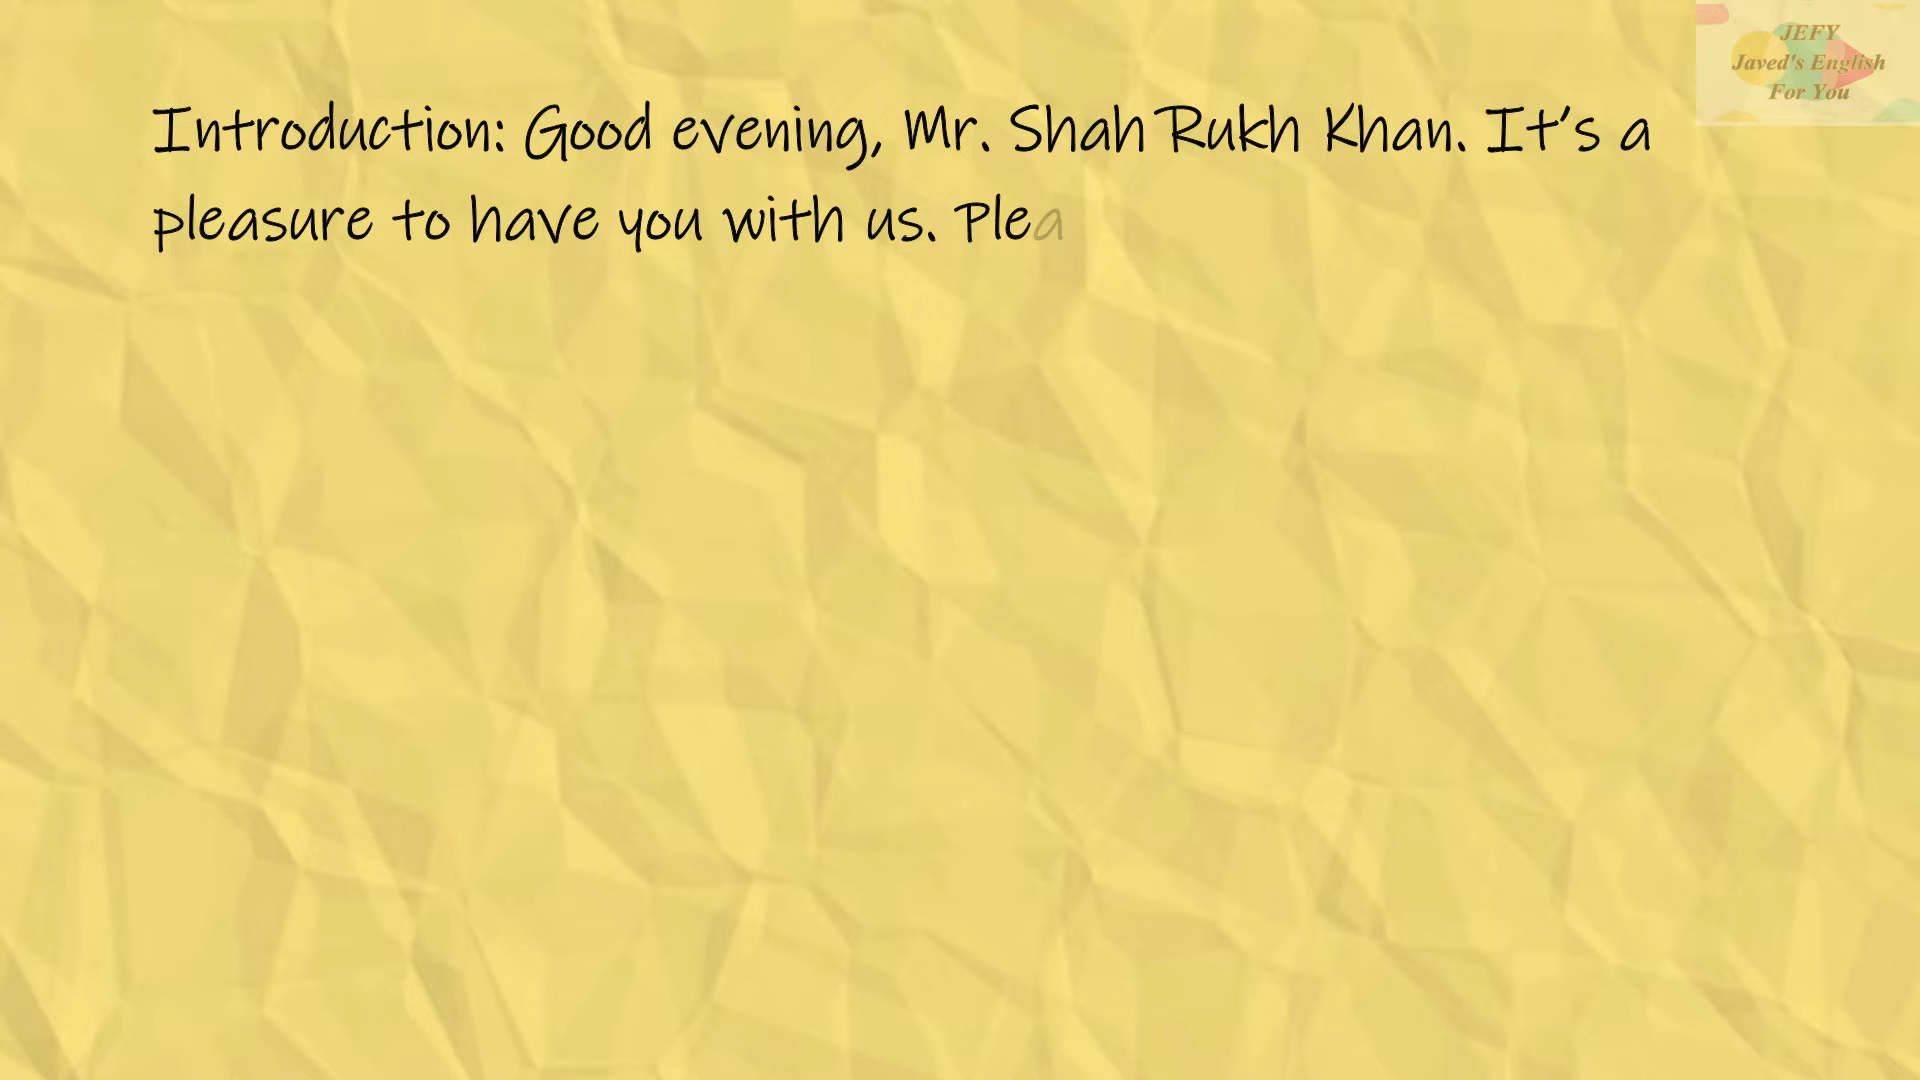 Introduction: Good evening, Mr. Shah Rukh Khan. It's a
pleasure to have you with us. Plea
JEFY
Javed's English
For You